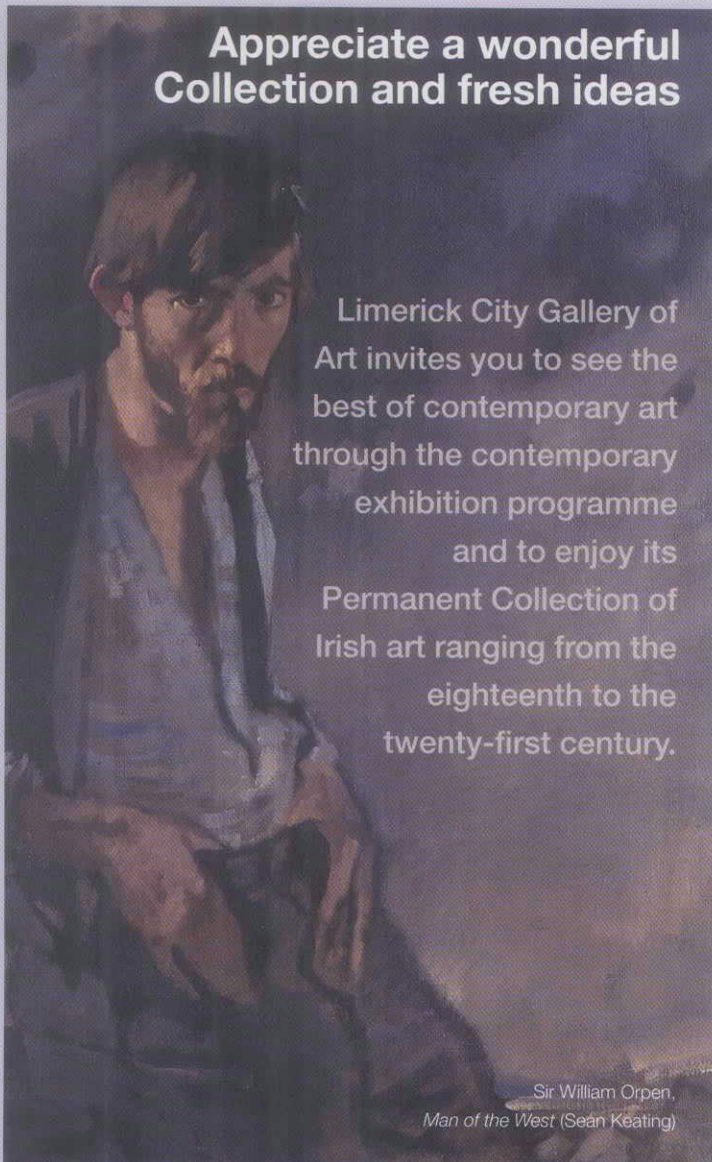 Appreciate a wonderful
Collection and fresh ideas
Limerick City Gallery of
Art invites you to see the
best of contemporary art
through the contemporary
exhibition programme
and to enjoy its
Permanent Collection of
Irish art ranging from the
eighteenth to the
twenty-first century.
Sir William Orpen,
Man of the West (Seán Keating)